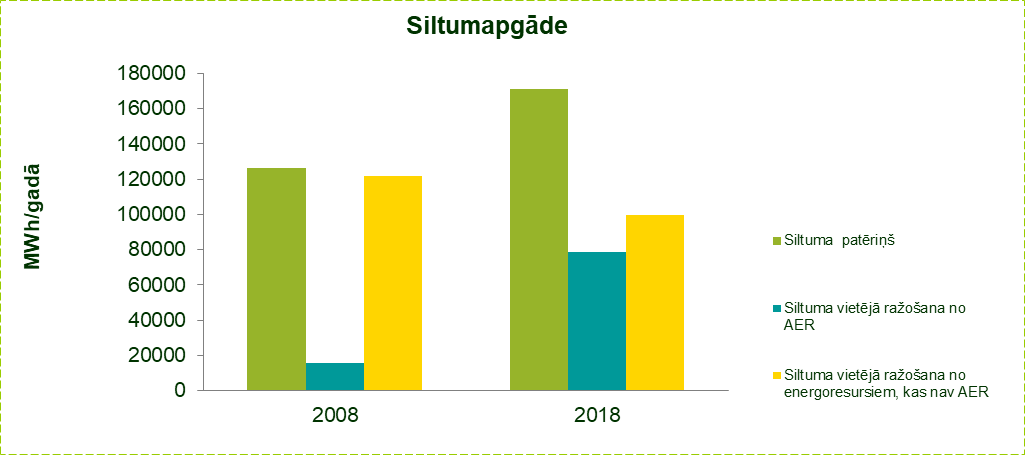 Siltumapgāde
MWh/gadā
180000
160000
140000
120000
100000
80000
60000
40000
20000
0
2008
2018
Siltuma patēriņš
Siltuma vietējā ražošana no
AER
Siltuma vietējā ražošana no
energoresursiem, kas nav AER